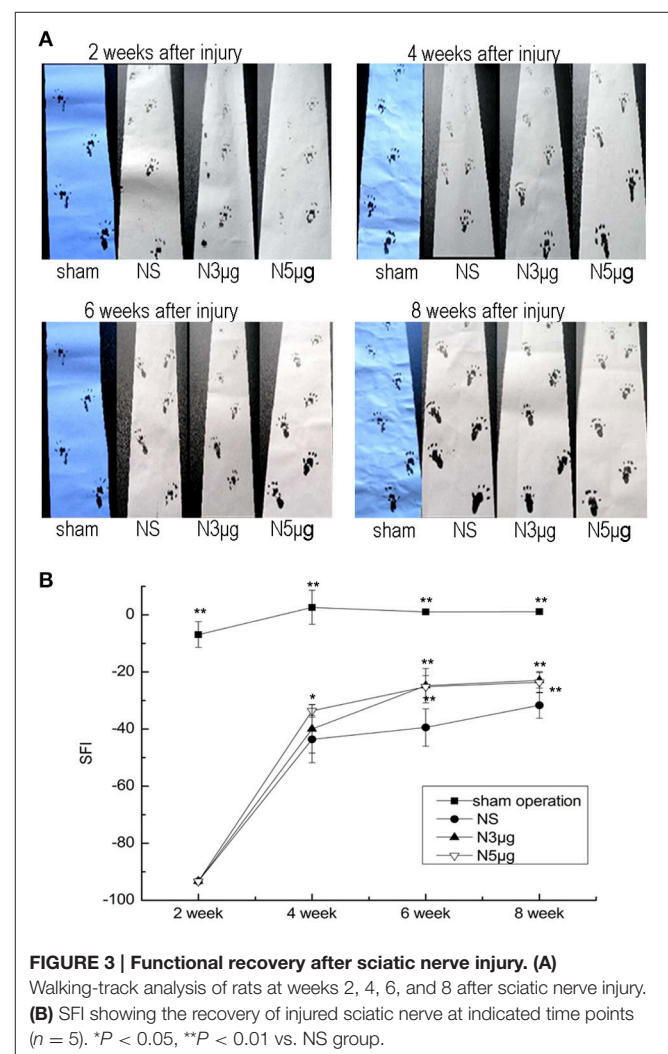 A
2 weeks after injury
4 weeks after injury
sham NS N3µg N5µg
sham NS N3µg N5µg
6 weeks after injury
8 weeks after injury
sham NS N3µg N5µg
sham NS N3µg N5µg
B
**
**
**
**
0
-20
-40
-60
-80
-100
SFI
*
**
**
**
**
sham operation
NS
N3µg
N5µg
2 week 4 week 6 week 8 week
FIGURE 3 | Functional recovery after sciatic nerve injury. (A)
Walking-track analysis of rats at weeks 2, 4, 6, and 8 after sciatic nerve injury.
(B) SFI showing the recovery of injured sciatic nerve at indicated time points
(n = 5). *P < 0.05, **P < 0.01 vs. NS group.